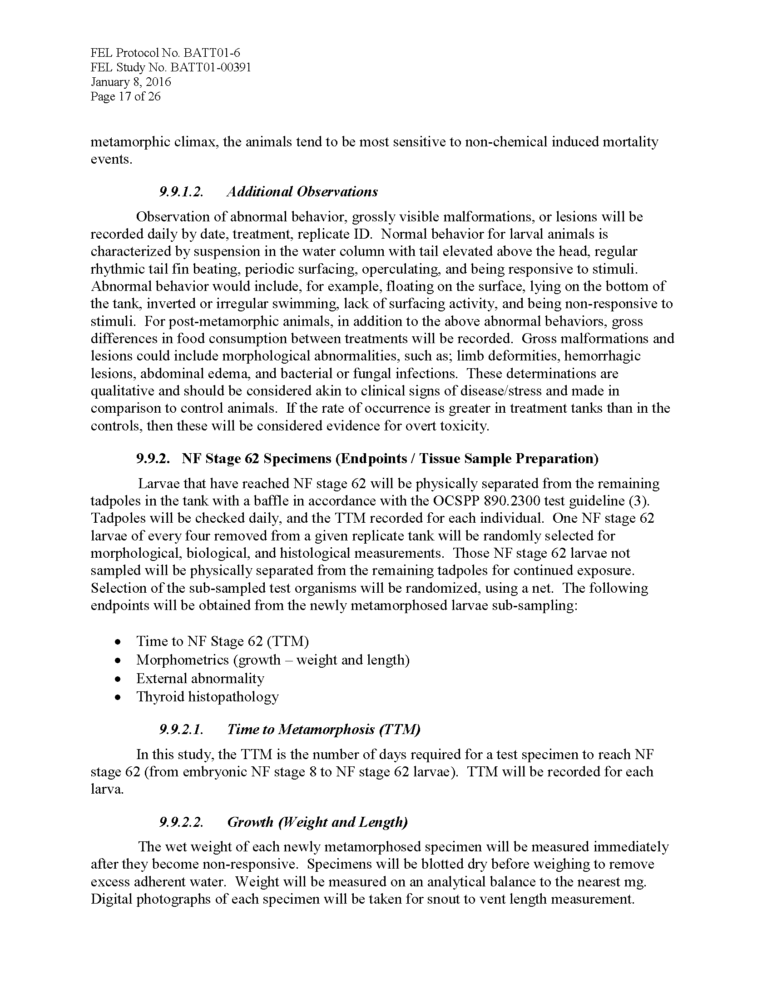 FEL Protocol No. BATT01-6
FEL Study No. BATT01-00391
January 8, 2016
Page 17 of 26
metamorphic climax, the animals tend to be most sensitive to non-chemical induced mortality
events.
9.9.1.2. Additional Observations
Observation of abnormal behavior, grossly visible malformations, or lesions will be
recorded daily by date, treatment, replicate ID. Normal behavior for larval animals is
characterized by suspension in the water column with tail elevated above the head, regular
rhythmic tail fin beating, periodic surfacing, operculating, and being responsive to stimuli.
Abnormal behavior would include, for example, floating on the surface, lying on the bottom of
the tank, inverted or irregular swimming, lack of surfacing activity, and being non-responsive to
stimuli. For post-metamorphic animals, in addition to the above abnormal behaviors, gross
differences in food consumption between treatments will be recorded. Gross malformations and
lesions could include morphological abnormalities, such as; limb deformities, hemorrhagic
lesions, abdominal edema, and bacterial or fungal infections. These determinations are
qualitative and should be considered akin to clinical signs of disease/stress and made in
comparison to control animals. If the rate of occurrence is greater in treatment tanks than in the
controls, then these will be considered evidence for overt toxicity.
9.9.2. NF Stage 62 Specimens (Endpoints / Tissue Sample Preparation)
Larvae that have reached NF stage 62 will be physically separated from the remaining
tadpoles in the tank with a baffle in accordance with the OCSPP 890.2300 test guideline (3).
Tadpoles will be checked daily, and the TTM recorded for each individual. One NF stage 62
larvae of every four removed from a given replicate tank will be randomly selected for
morphological, biological, and histological measurements. Those NF stage 62 larvae not
sampled will be physically separated from the remaining tadpoles for continued exposure.
Selection of the sub-sampled test organisms will be randomized, using a net. The following
endpoints will be obtained from the newly metamorphosed larvae sub-sampling:
• Time to NF Stage 62 (TTM)
• Morphometrics (growth – weight and length)
• External abnormality
• Thyroid histopathology
9.9.2.1. Time to Metamorphosis (TTM)
In this study, the TTM is the number of days required for a test specimen to reach NF
stage 62 (from embryonic NF stage 8 to NF stage 62 larvae). TTM will be recorded for each
larva.
9.9.2.2. Growth (Weight and Length)
The wet weight of each newly metamorphosed specimen will be measured immediately
after they become non-responsive. Specimens will be blotted dry before weighing to remove
excess adherent water. Weight will be measured on an analytical balance to the nearest mg.
Digital photographs of each specimen will be taken for snout to vent length measurement.